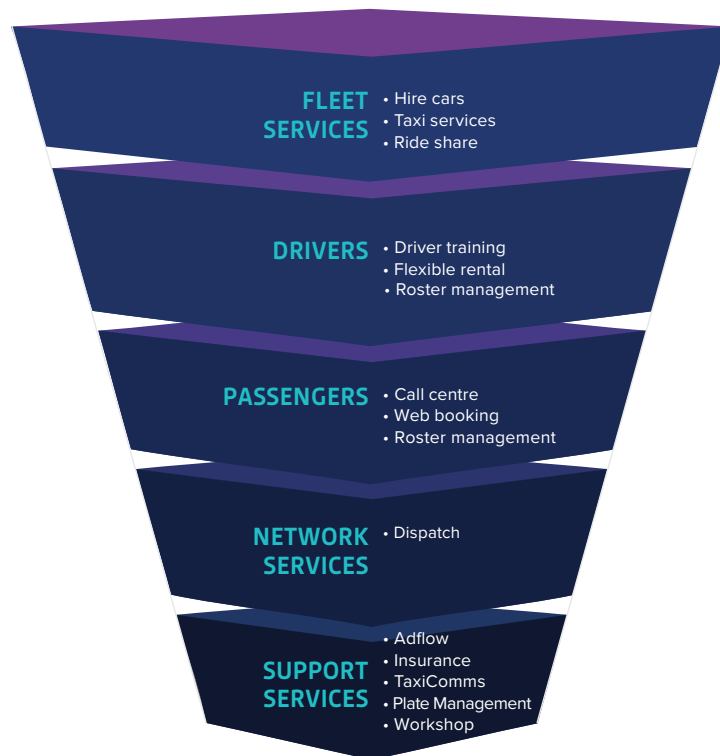 FLEET
SERVICES
• Hire cars
• Taxi services
• Ride share
DRIVERS
• Driver training
• Flexible rental
• Roster management
PASSENGERS
• Call centre
• Web booking
• Roster management
NETWORK
SERVICES
• Dispatch
SUPPORT
SERVICES
• Adflow
• Insurance
• TaxiComms
• Plate Management
• Workshop